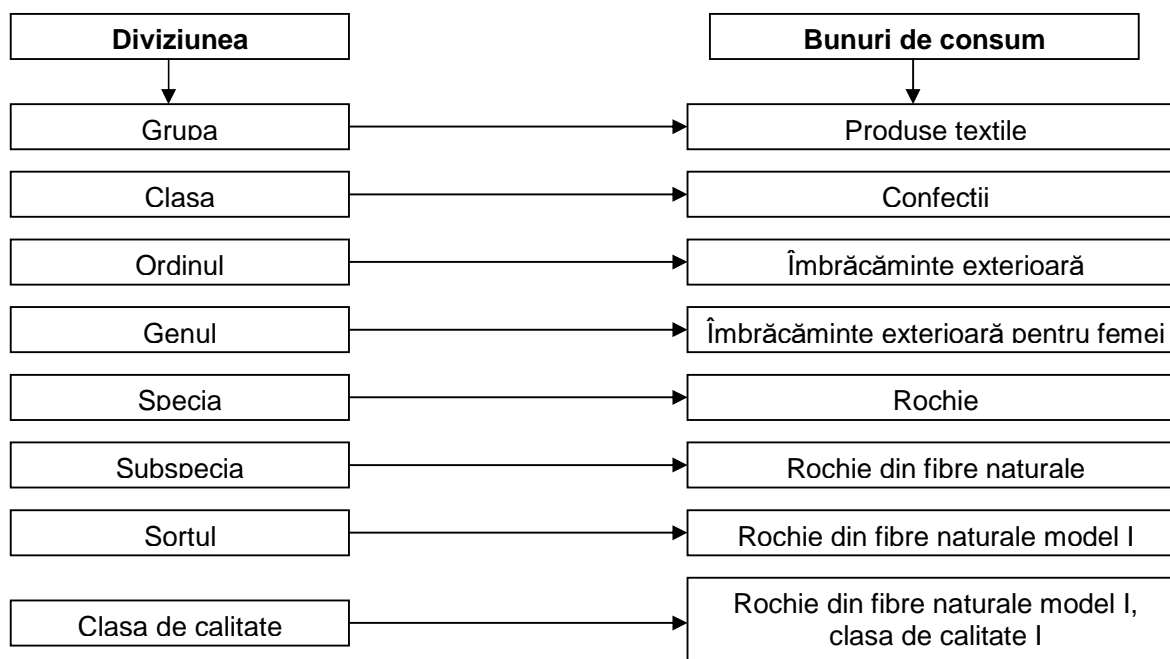 Diviziunea
Bunuri de consum
Grupa
Produse textile
Clasa
Confectii
Ordinul
Îmbrăcăminte exterioară
Genul
Îmbrăcăminte exterioară pentru femei
Specia
Rochie
Subspecia
Rochie din fibre naturale
Sortul
Rochie din fibre naturale model I
Clasa de calitate
Rochie din fibre naturale model I,
clasa de calitate I